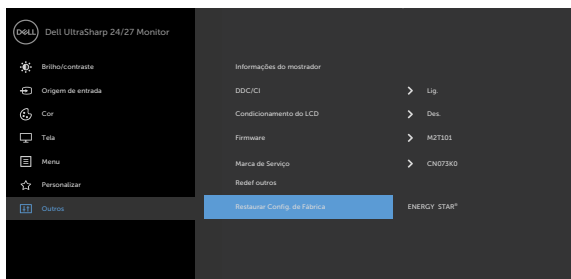 DELL Dell UltraSharp 24/27 Monitor
Brilho/contraste
Informações do mostrador
Origem de entrada
DDC/CI
Lig.
Cor
Condicionamento do LCD
Des.
Tela
Firmware
M2T101
Menu
Marca de Serviço
CN073K0
Personalizar
Redef outros
Outros
Restaurar Config. de Fábrica
ENERGY STAR®